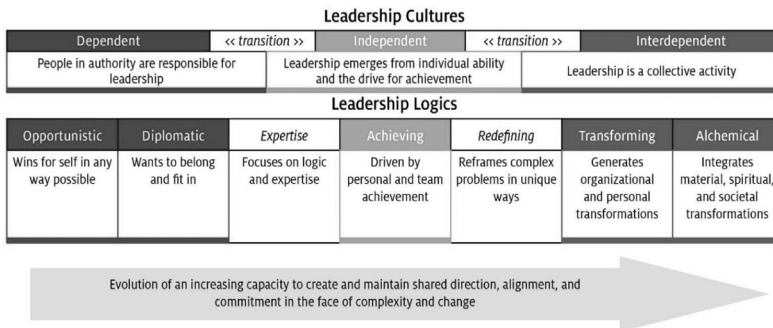 Leadership Cultures
Dependent << transition >> Independent << transition >> Interdependent
People in authority are responsible for
leadership
Leadership emerges from individual ability
and the drive for achievement
Leadership is a collective activity
Leadership Logics
Opportunistic Diplomatic Expertise Achieving Redefining Transforming Alchemical
Wins for self in any
way possible
Wants to belong
and fit in
Focuses on logic
and expertise
Driven by
personal and team
achievement
Reframes complex
problems in unique
ways
Generates
organizational
and personal
transformations
Integrates
material, spiritual,
and societal
transformations
Evolution of an increasing capacity to create and maintain shared direction, alignment, and
commitment in the face of complexity and change